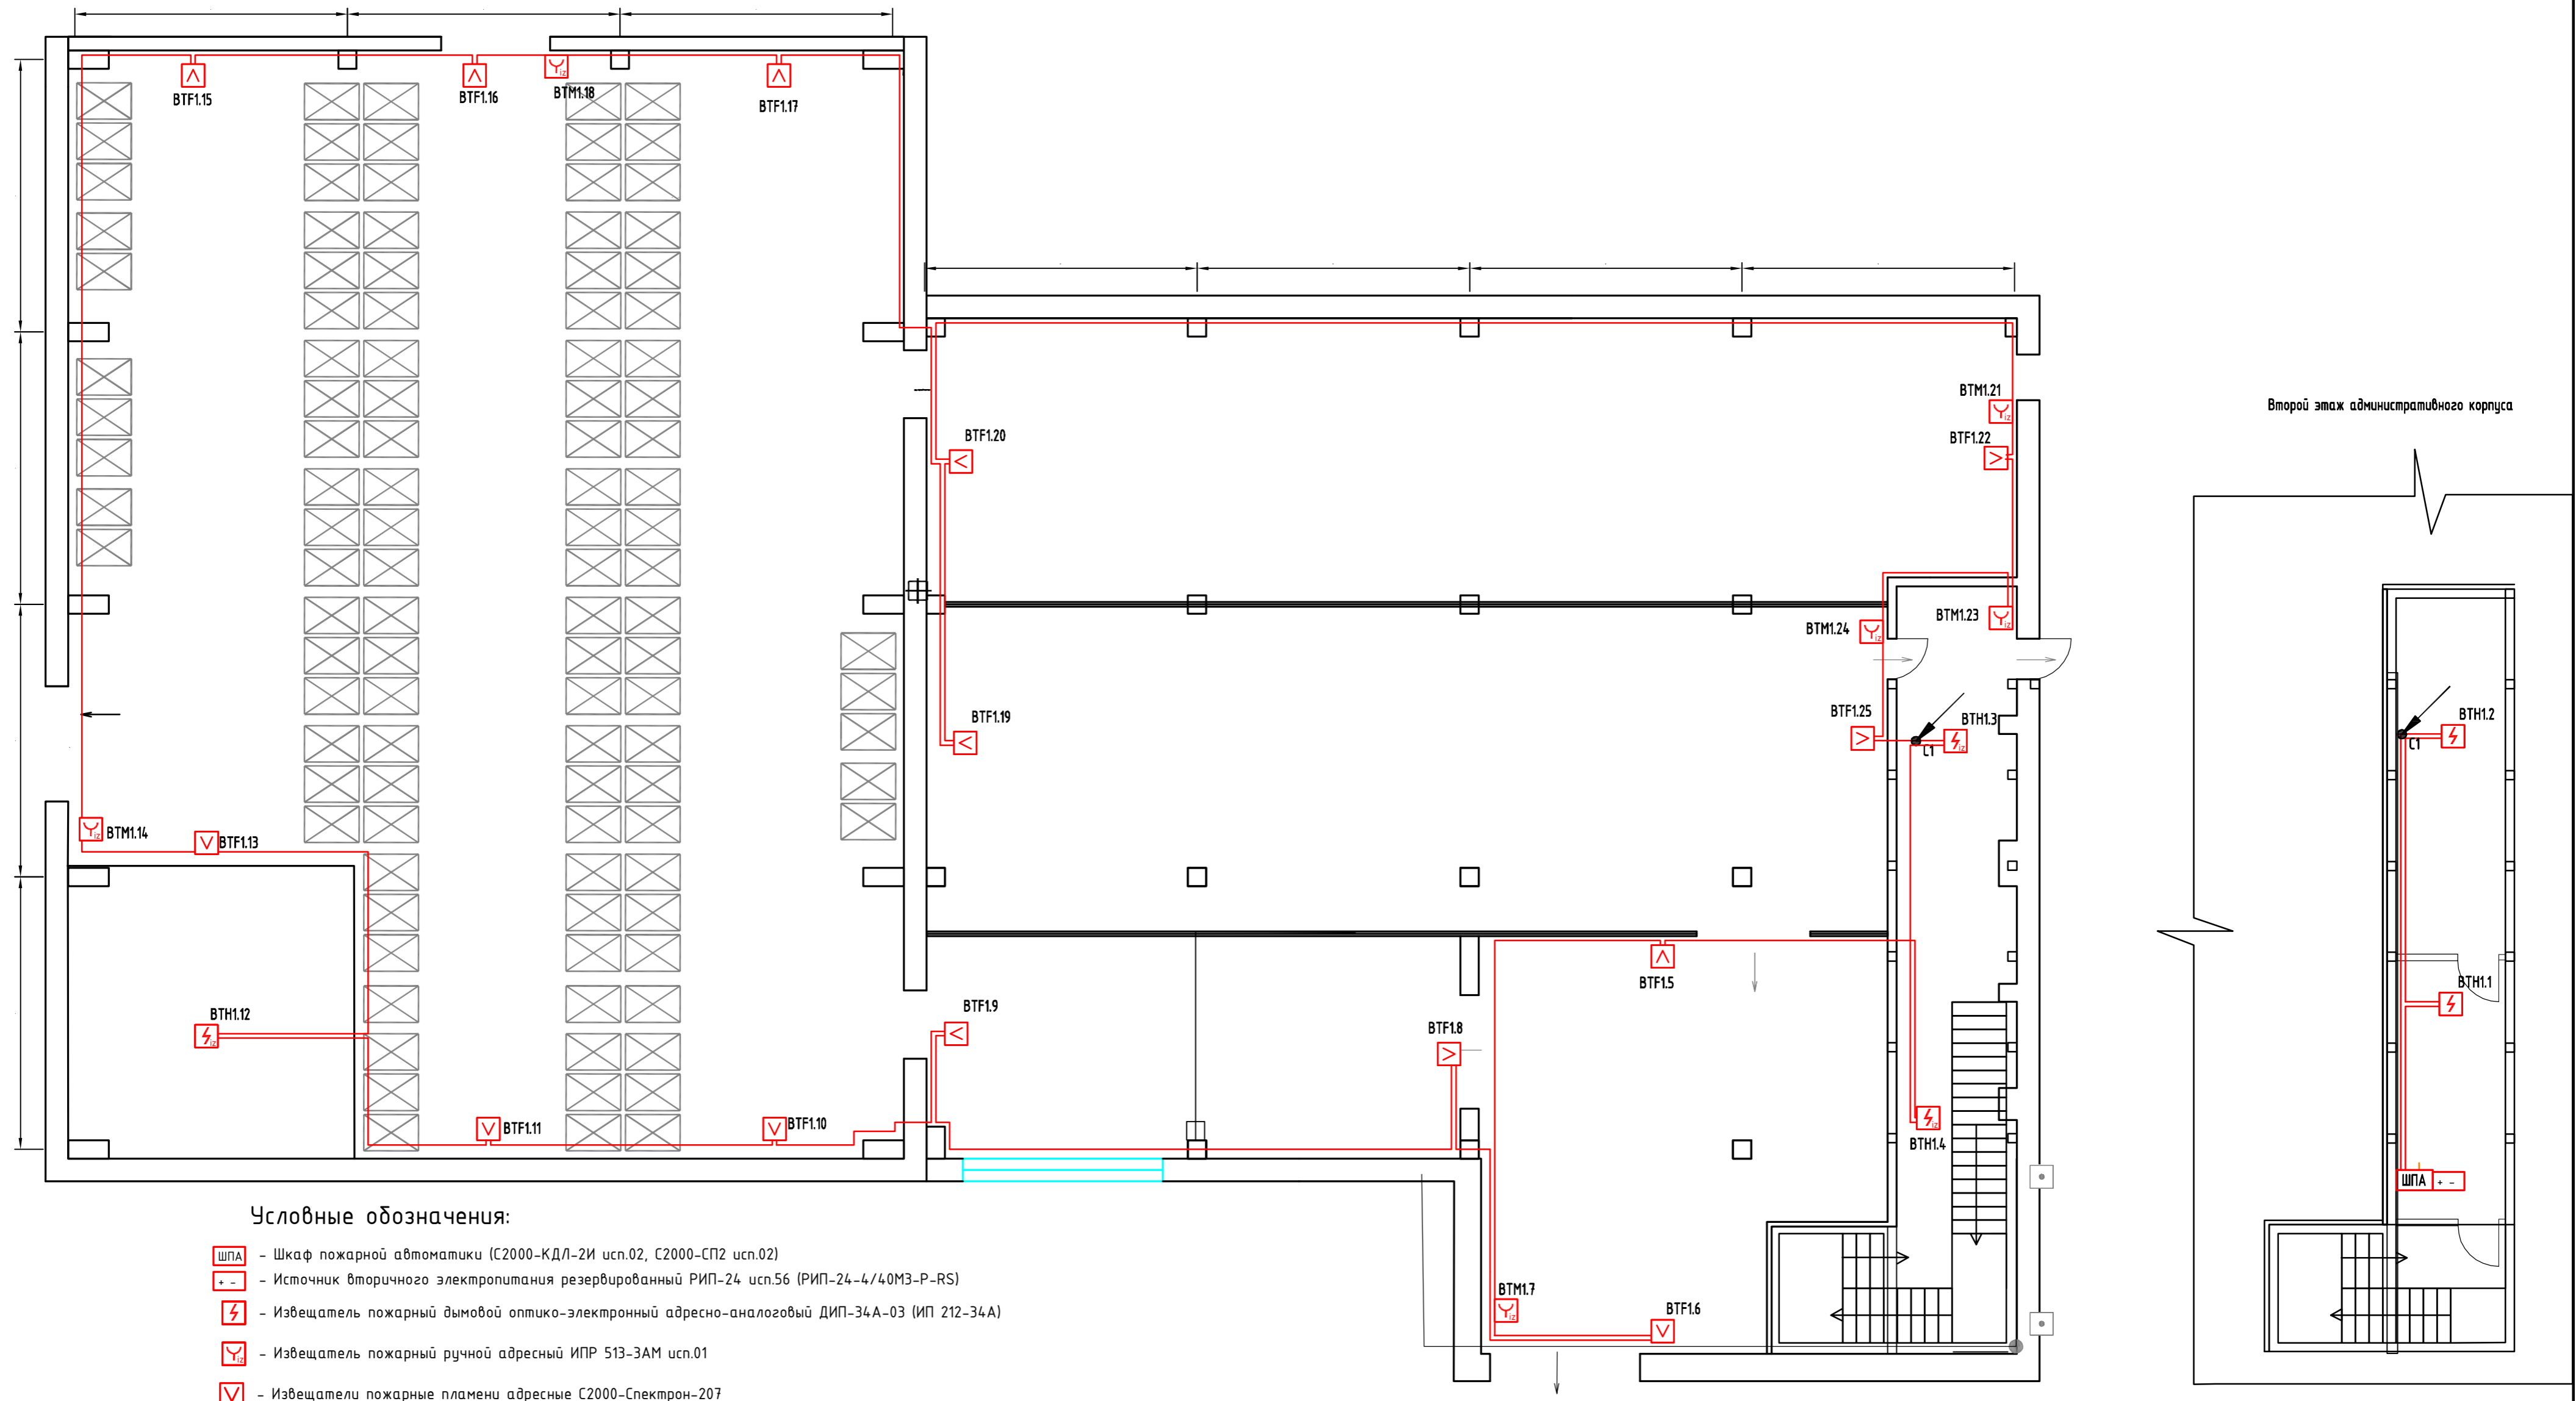 BTF1.15
BTF1.16
BTM1.18
BTF1.17
BTM1.21
BTF1.20
BTF1.22
Второй этаж административного корпуса
BTM1.23
BTM1.24
BTF1.19
BTF1.25
BTH1.3
C1
BTH1.2
C1
BTM1.14
BTF1.13
BTH1.12
BTF1.9
BTF1.8
BTF1.5
BTH1.1
BTF1.11
BTF1.10
BTH1.4
ШПА + -
BTM1.7
BTF1.6
Условные обозначения:
ШПА - Шкаф пожарной автоматики (С2000-КДЛ-2И исп.02, С2000-СП2 исп.02)
+ - - Источник вторичного электропитания резервированный РИП-24 исп.56 (РИП-24-4/40М3-Р-RS)
- Извещатель пожарный дымовой оптико-электронный адресно-аналоговый ДИП-34А-03 (ИП 212-34А)
iz - Извещатель пожарный ручной адресный ИПР 513-3АМ исп.01
- Извещатели пожарные пламени адресные С2000-Спектрон-207